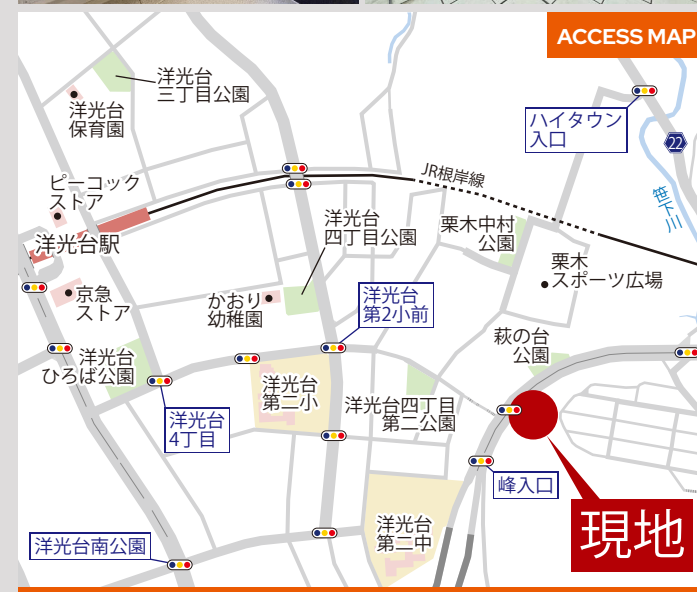 ACCESS MAP
洋光台
三丁目公園
洋光台
保育園
ハイタウン
入口
22
JR根岸線
笹下川
ピーコック
ストア
洋光台
四丁目公園
栗木中村
公園
洋光台駅
栗木
スポーツ広場
京急
ストア
かおり
幼稚園
洋光台
第2小前
萩の台
公園
洋光台
ひろば公園
洋光台
第二小
洋光台四丁目
第二公園
洋光台
4丁目
峰入口
現地
洋光台
第二中
洋光台南公園